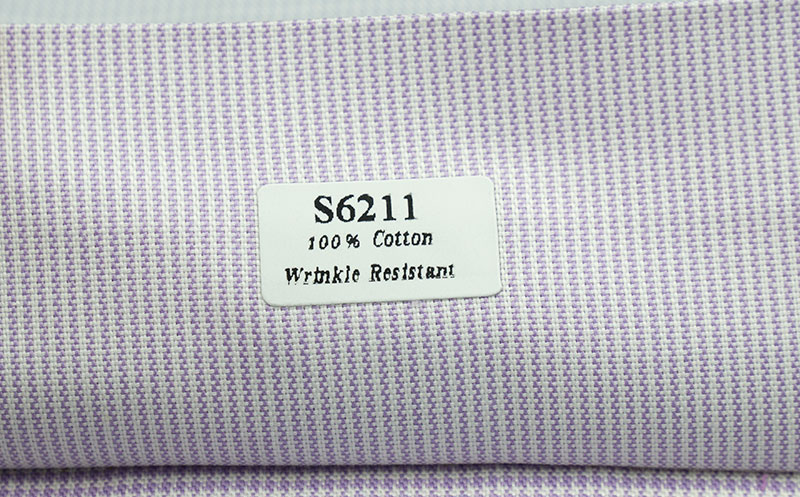 S6211
100% Cotton
Wrinkle Resistant